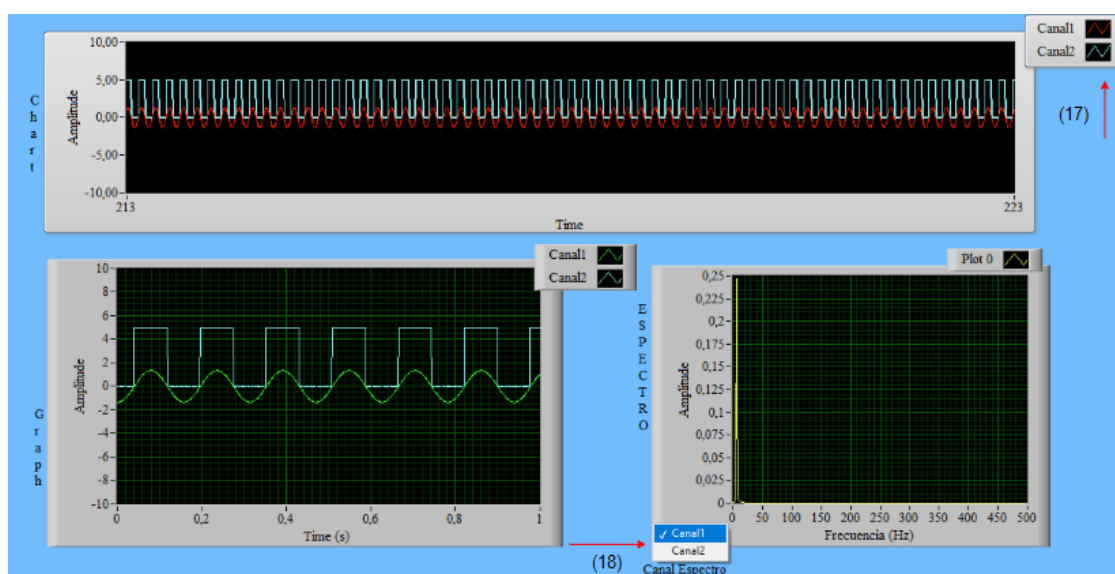 Canal1
Canal2
(17)
Chart
Amplitude
10,00
5,00
0,00
-5,00
-10,00
213
223
Time
Canal1
Canal2
Graph
Amplitude
10
8
6
4
2
0
-2
-4
-6
-8
-10
0
0,2
0,4
0,6
0,8
1
Time (s)
(18)
Plot 0
ESPECTRO
Amplitude
0,25
0,225
0,2
0,175
0,15
0,125
0,1
0,075
0,05
0,025
0
0 50 100 150 200 250 300 350 400 450 500
Frecuencia (Hz)
✓ Canal1
Canal2
Canal Espectro